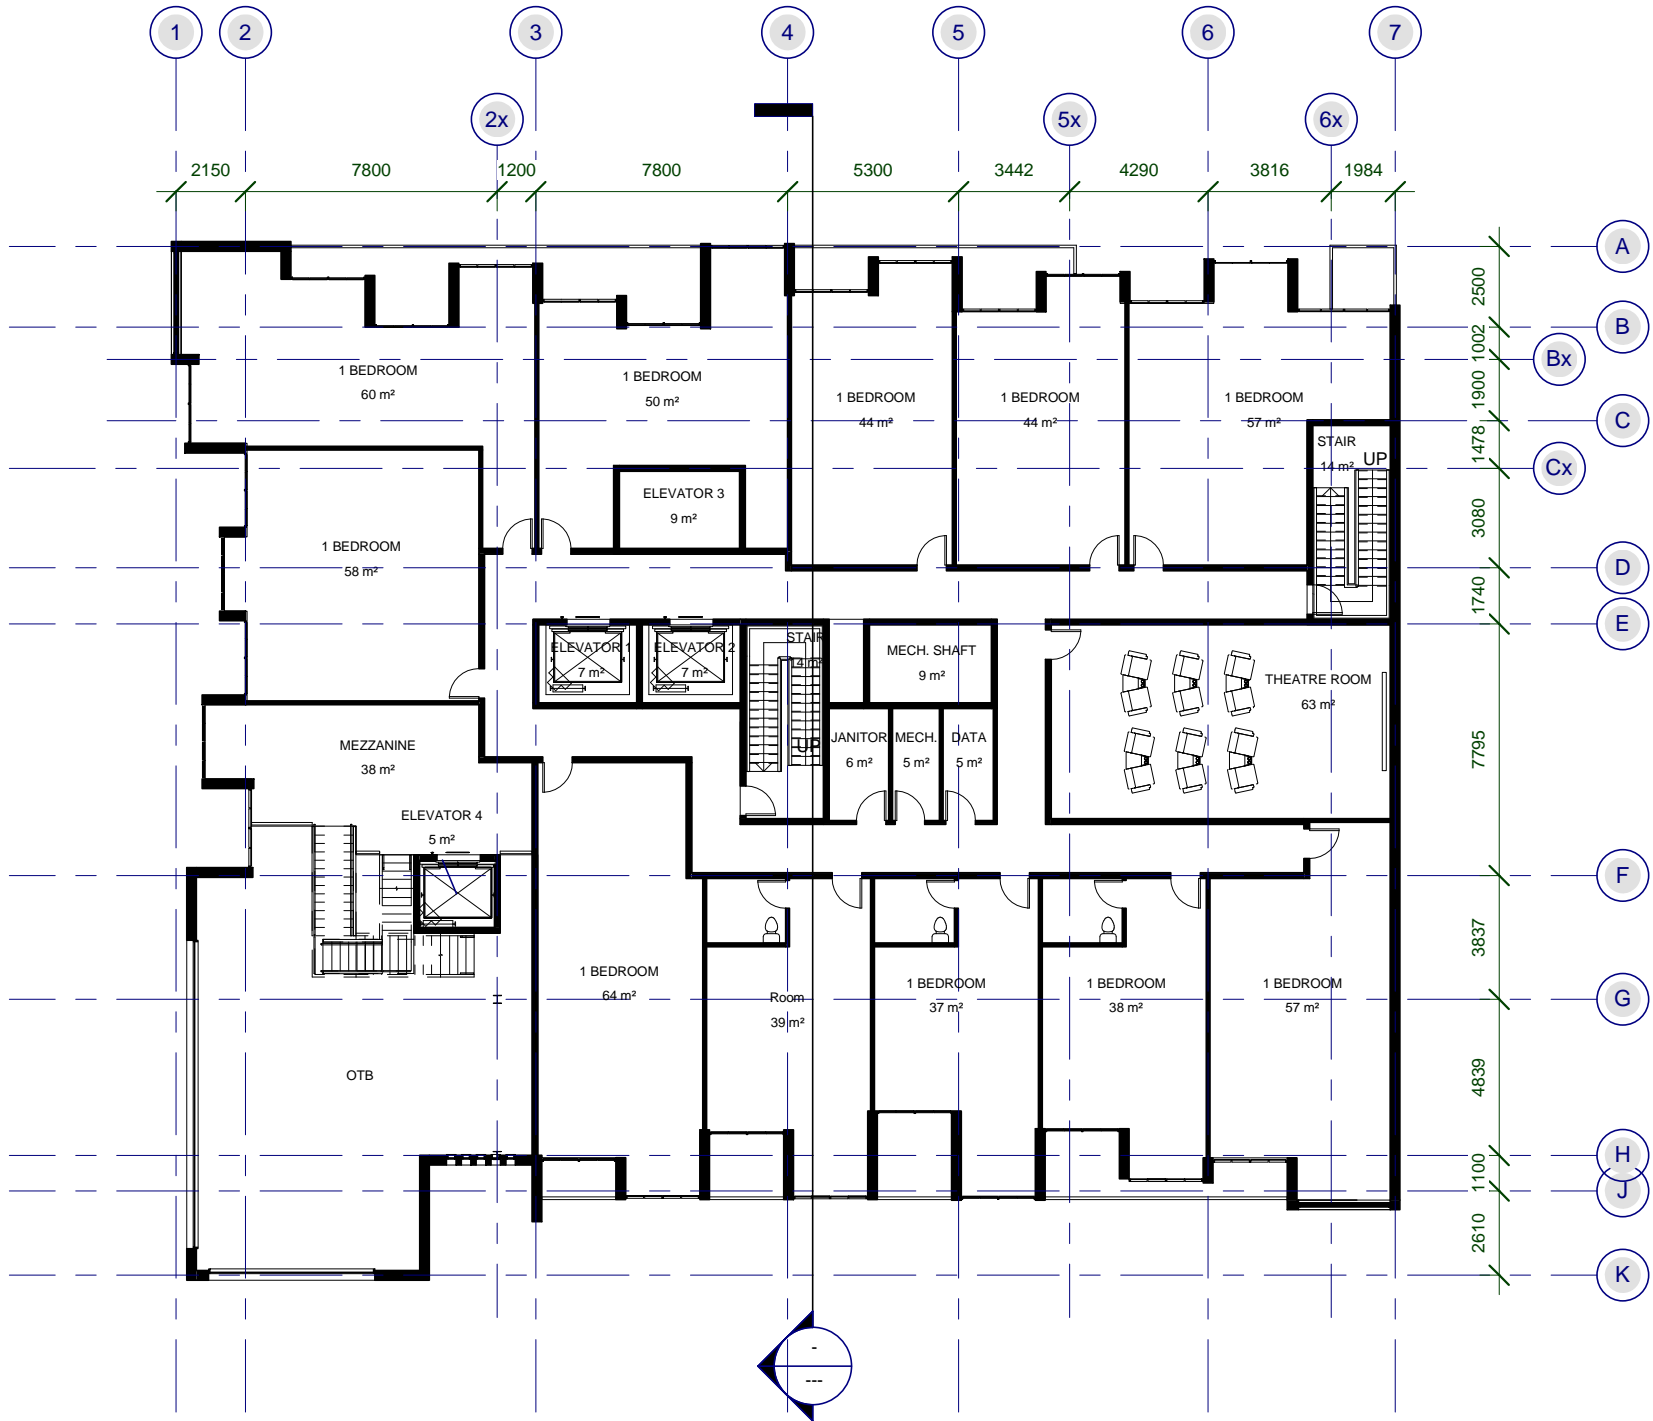 1
2
3
4
5
6
7
2x
5x
6x
2150
7800
1200
7800
5300
3442
4290
3816
1984
A
B
Bx
C
Cx
D
E
F
G
H
J
K
2500
1002
1900
1478
3080
1740
7795
3837
4839
1100
2610
1 BEDROOM
60 m²
1 BEDROOM
50 m²
1 BEDROOM
44 m²
1 BEDROOM
44 m²
1 BEDROOM
57 m²
STAIR
14 m²
UP
ELEVATOR 3
9 m²
1 BEDROOM
58 m²
ELEVATOR 1
7 m²
ELEVATOR 2
7 m²
STAIR
14 m²
UP
MECH. SHAFT
9 m²
THEATRE ROOM
63 m²
MEZZANINE
38 m²
JANITOR
6 m²
MECH.
5 m²
DATA
5 m²
ELEVATOR 4
5 m²
1 BEDROOM
64 m²
Room
39 m²
1 BEDROOM
37 m²
1 BEDROOM
38 m²
1 BEDROOM
57 m²
OTB
-
---